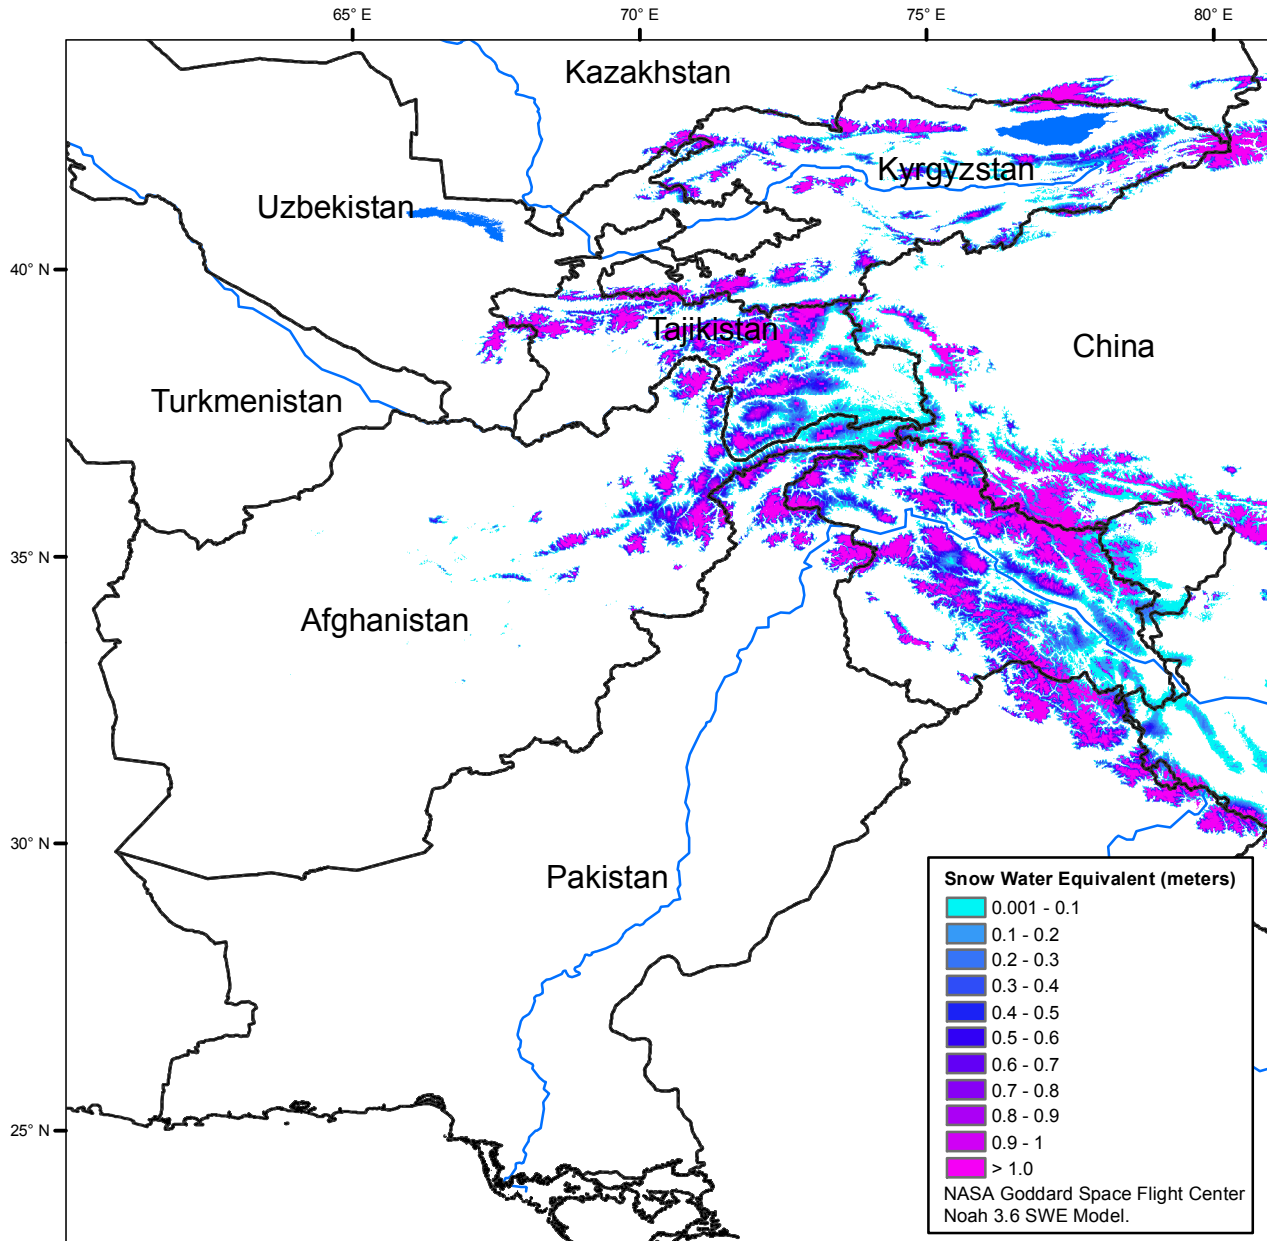 65° E
70° E
75° E
80° E
Kazakhstan
Kyrgyzstan
Uzbekistan
40° N
Tajikistan
China
Turkmenistan
35° N
Afghanistan
30° N
Pakistan
25° N
Snow Water Equivalent (meters)
0.001 - 0.1
0.1 - 0.2
0.2 - 0.3
0.3 - 0.4
0.4 - 0.5
0.5 - 0.6
0.6 - 0.7
0.7 - 0.8
0.8 - 0.9
0.9 - 1
> 1.0
NASA Goddard Space Flight Center
Noah 3.6 SWE Model.